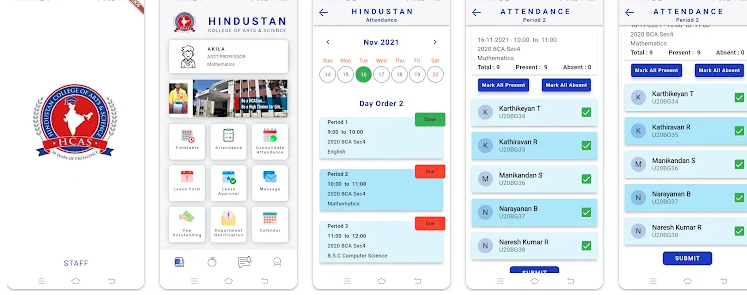 HINDUSTAN COLLEGE OF ARTS & SCIENCE
HCAS
STAFF
HINDUSTAN
COLLEGE OF ARTS & SCIENCE
AKILA
ASST.PROFESSOR
Mathematics
Be a HICASian...
Timetable
Attendance
Consolidate
Attendance
Leave Form
Leave
Approval
Message
Fee
Outstanding
Department
Notification
Calendar
HINDUSTAN
Attendance
Nov 2021
Sun Mon Tue Wed Thu Fri Sat
14 15 16 17 18 19 20
Day Order 2
Period 1
Done
9:00 to 10:00
2020 BCA Sec4
English
Period 2
Due
10:00 to 11:00
2020 BCA Sec4
Mathematics
Period 3
Due
11:00 to 12:00
2020 BCA Sec4
B.S.C Computer Science
ATTENDANCE
Period 2
16-11-2021 - 10:00 to 11:00
2020 BCA Sec4
Mathematics
Total : 9 Present : 9 Absent : 0
Mark All Present Mark All Absent
K Karthikeyan T
U20BG34
K Kathiravan R
U20BG35
M Manikandan S
U20BG36
N Narayanan B
U20BG37
N Naresh Kumar R
U20BG38
SUBMIT
ATTENDANCE
Period 2
16-11-2021 - 10:00 to 11:00
2020 BCA Sec4
Mathematics
Total : 9 Present : 9 Absent : 0
Mark All Present Mark All Absent
K Karthikeyan T
U20BG34
K Kathiravan R
U20BG35
M Manikandan S
U20BG36
N Narayanan B
U20BG37
N Naresh Kumar R
U20BG38
SUBMIT